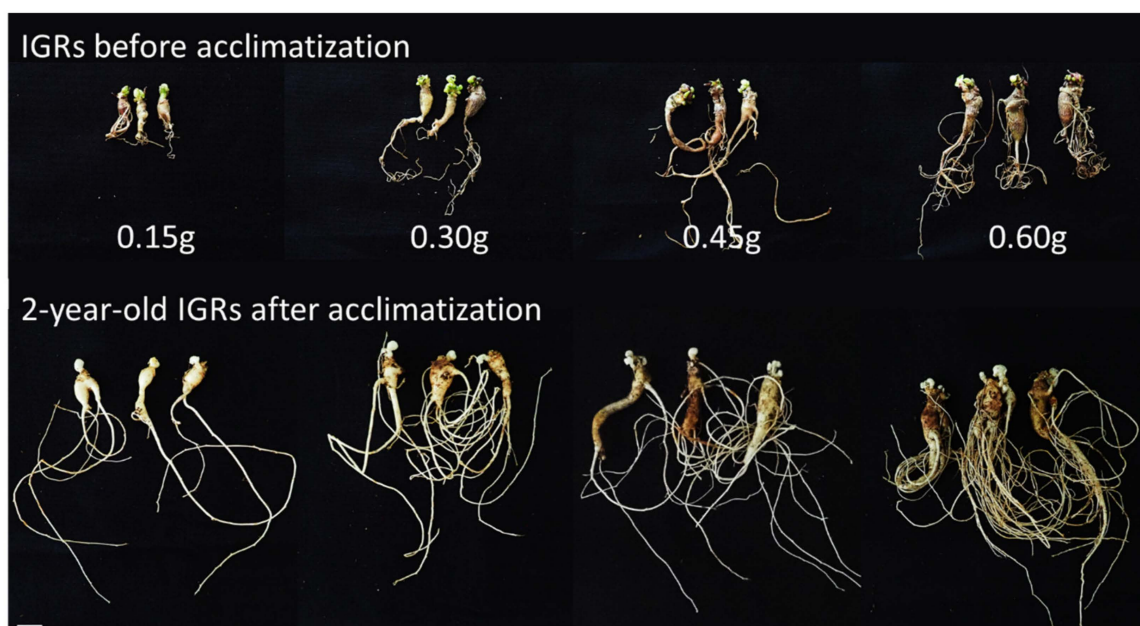 IGRs before acclimatization
0.15g
0.30g
0.45g
0.60g
2-year-old IGRs after acclimatization